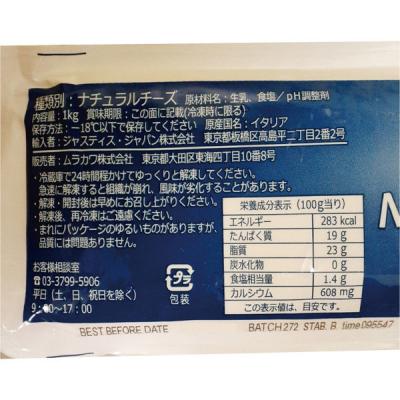 種類別：ナチュラルチーズ 原材料名：生乳、食塩／pH調整剤
内容量：1kg 賞味期限：この面に記載(冷凍時に限る)
保存方法：−18℃以下で保存してください 原産国名：イタリア
輸入者：ジャスティス・ジャパン株式会社 東京都板橋区高島平二丁目2番2号
販売者：ムラカワ株式会社 東京都大田区東海四丁目10番8号
・冷蔵庫で24時間程かけてゆっくりと解凍してください。
急速に解凍すると組織が崩れ、風味が劣化することがあります。
・解凍・開封後は早めにお召し上がりください。
・解凍後、再冷凍はご遠慮ください。
・まれにパッケージのゆるいものがありますが、
品質には問題ありません。
お客様相談室
☎03-3799-5906
平日（土、日、祝日を除く）
9：00～17：00
プラ
包装
栄養成分表示（100g当り）
エネルギー 283 kcal
たんぱく質 19 g
脂質 23 g
炭水化物 0 g
食塩相当量 1.4 g
カルシウム 608 mg
この表示値は、目安です。
BEST BEFORE DATE
BATCH272 STAB. B time095547